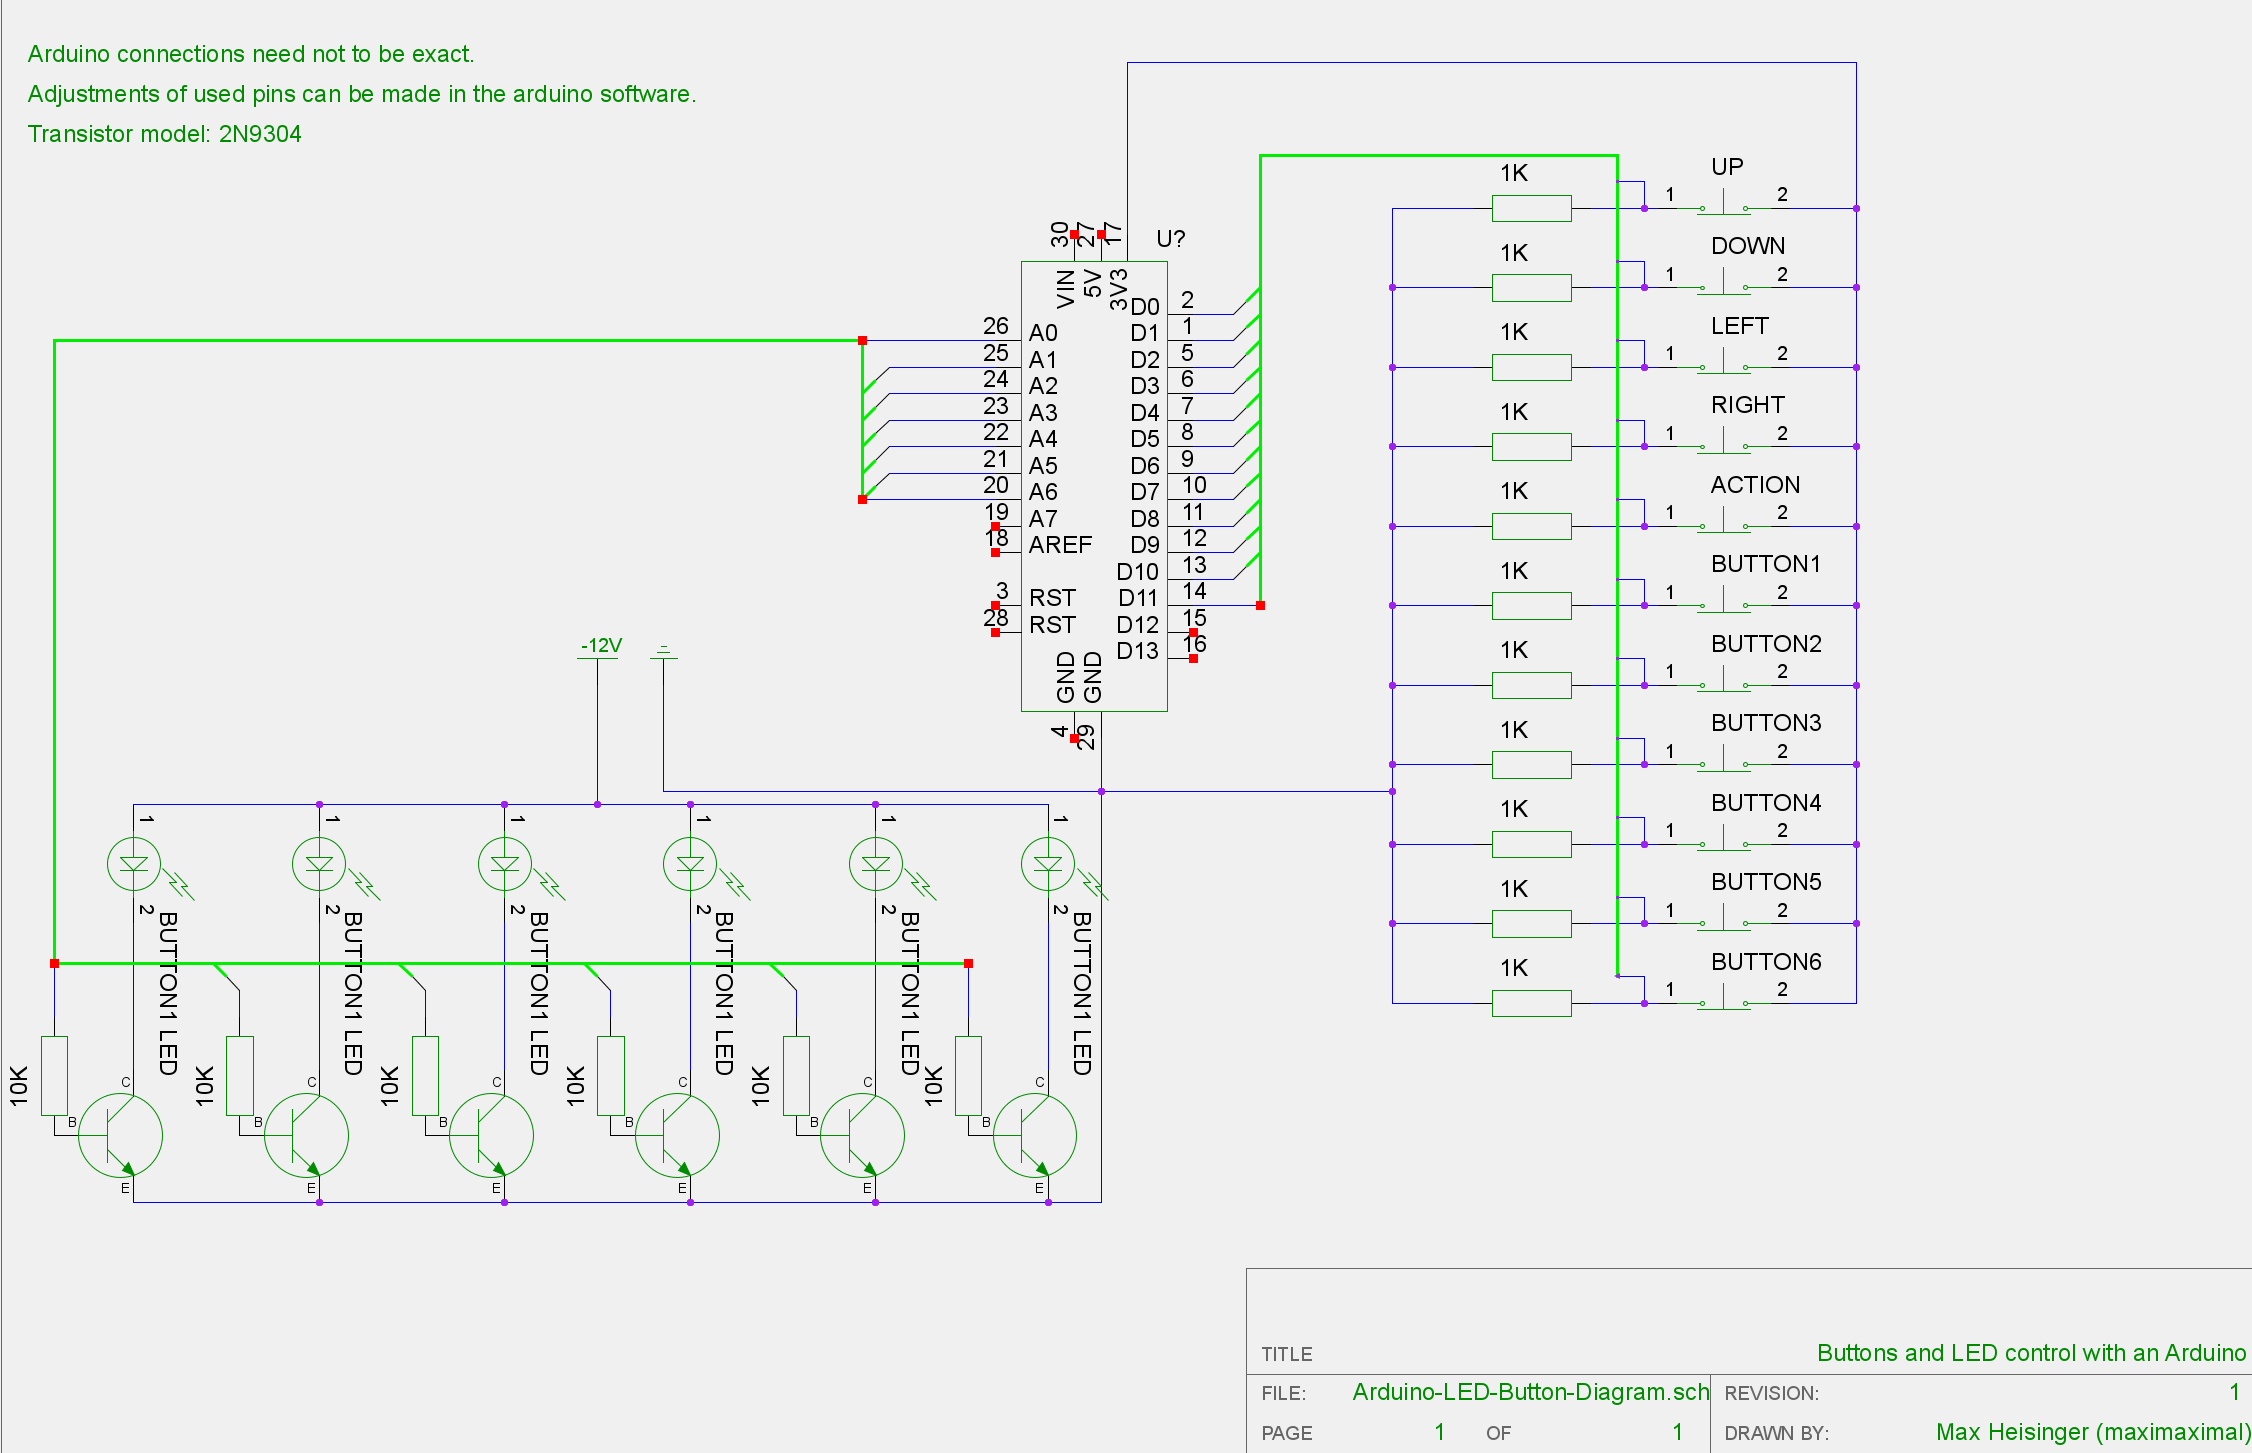 Arduino connections need not to be exact.
Adjustments of used pins can be made in the arduino software.
Transistor model: 2N9304
U?
30 27 17
VIN 5V 3V3
26 A0
25 A1
24 A2
23 A3
22 A4
21 A5
20 A6
19 A7
18 AREF
3 RST
28 RST
D0 2
D1 1
D2 5
D3 6
D4 7
D5 8
D6 9
D7 10
D8 11
D9 12
D10 13
D11 14
D12 15
D13 16
GND GND
4 29
1K 1 UP 2
1K 1 DOWN 2
1K 1 LEFT 2
1K 1 RIGHT 2
1K 1 ACTION 2
1K 1 BUTTON1 2
1K 1 BUTTON2 2
1K 1 BUTTON3 2
1K 1 BUTTON4 2
1K 1 BUTTON5 2
1K 1 BUTTON6 2
-12V
1 1 1 1 1 1
2 2 2 2 2 2
BUTTON1 LED BUTTON1 LED BUTTON1 LED BUTTON1 LED BUTTON1 LED BUTTON1 LED
10K 10K 10K 10K 10K 10K
C C C C C C
B B B B B B
E E E E E E
TITLE Buttons and LED control with an Arduino
FILE: Arduino-LED-Button-Diagram.sch REVISION: 1
PAGE 1 OF 1 DRAWN BY: Max Heisinger (maximaximal)